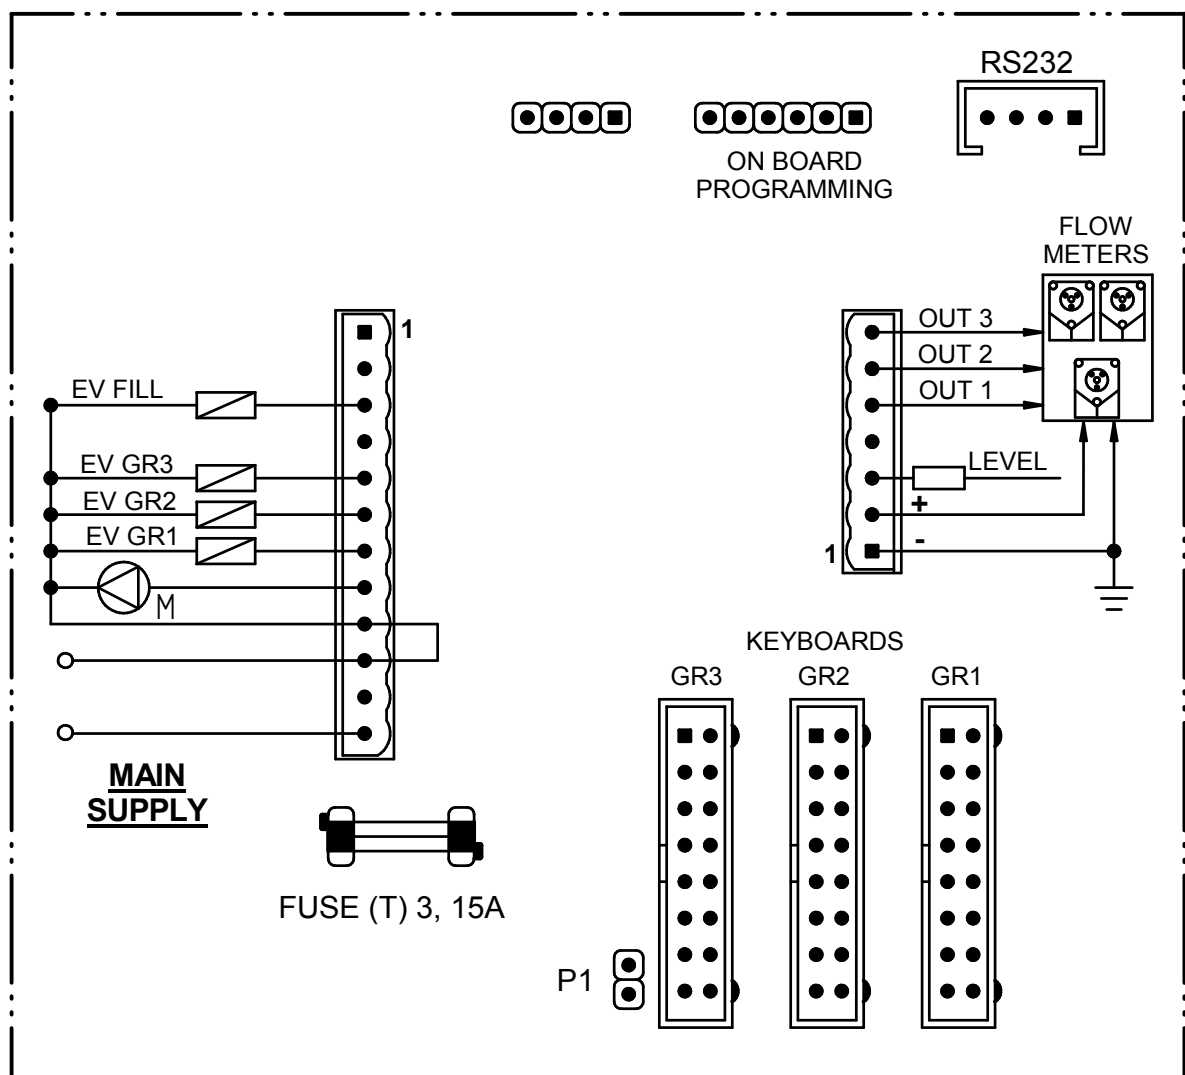 RS232
ON BOARD
PROGRAMMING
FLOW
METERS
1
OUT 3
OUT 2
EV FILL
OUT 1
EV GR3
LEVEL
EV GR2
+
EV GR1
-
1
M
KEYBOARDS
GR3 GR2 GR1
MAIN
SUPPLY
FUSE (T) 3, 15A
P1